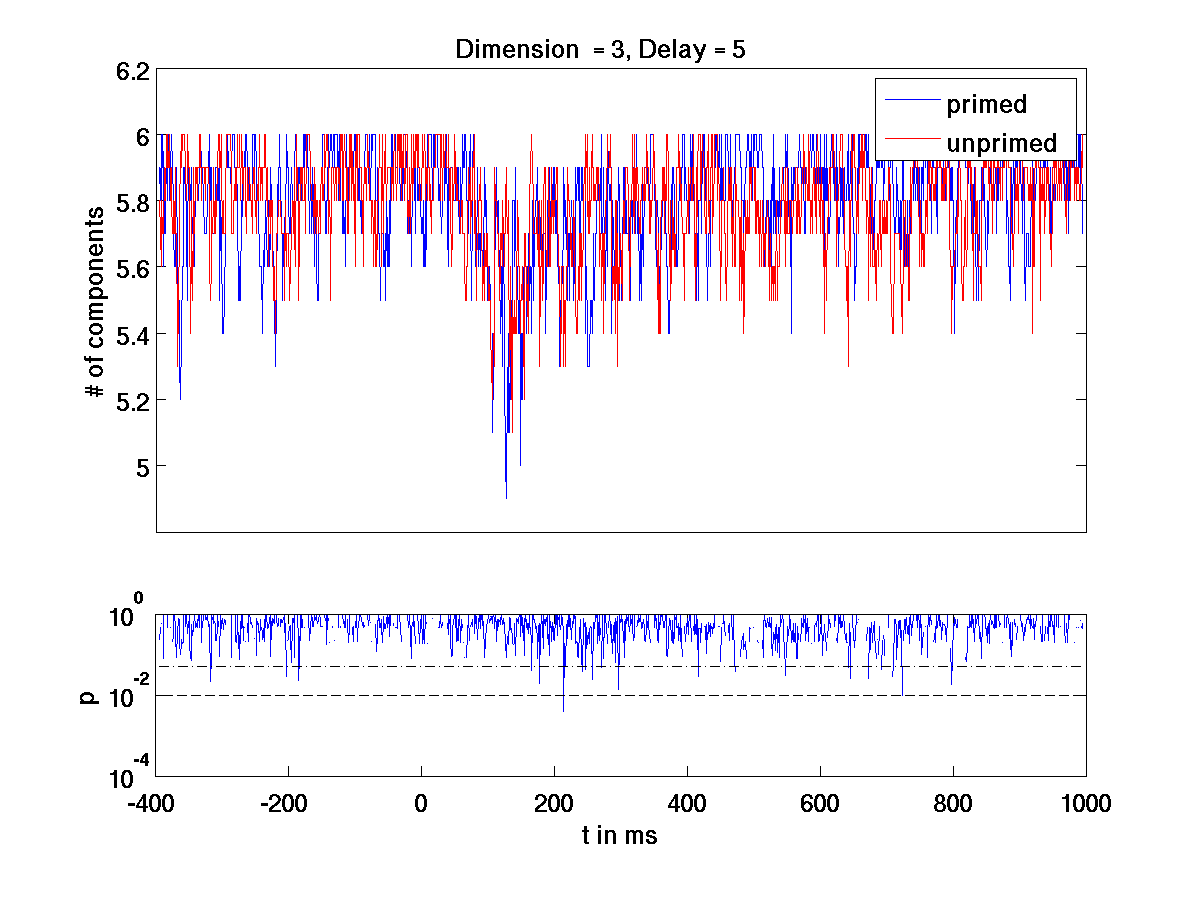 Dimension  = 3, Delay = 5
6.2
6
5.8
5.6
5.4
5.2
5
# of components
primed
unprimed
10^0
10^-2
10^-4
p
-400 -200 0 200 400 600 800 1000
t in ms